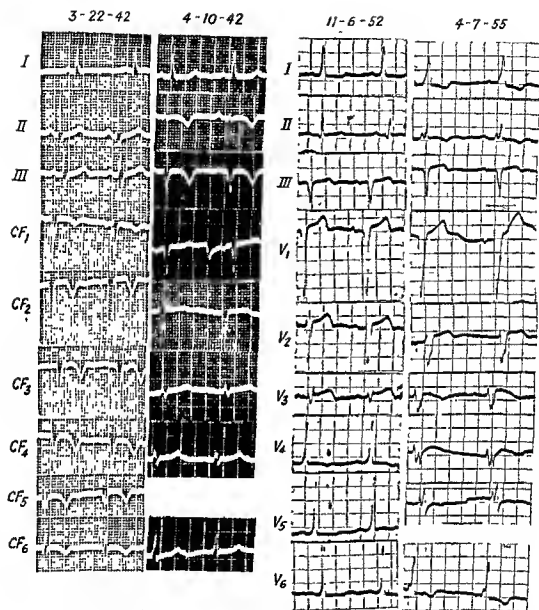 3-22-42 4-10-42 11-6-52 4-7-55
I I
II II
III III
CF1 V1
CF2 V2
CF3 V3
CF4 V4
CF5 V5
CF6 V6